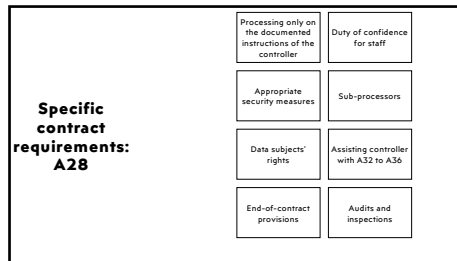 Specific
contract
requirements:
A28
Processing only on
the documented
instructions of the
controller
Duty of confidence
for staff
Appropriate
security measures
Sub-processors
Data subjects'
rights
Assisting controller
with A32 to A36
End-of-contract
provisions
Audits and
inspections